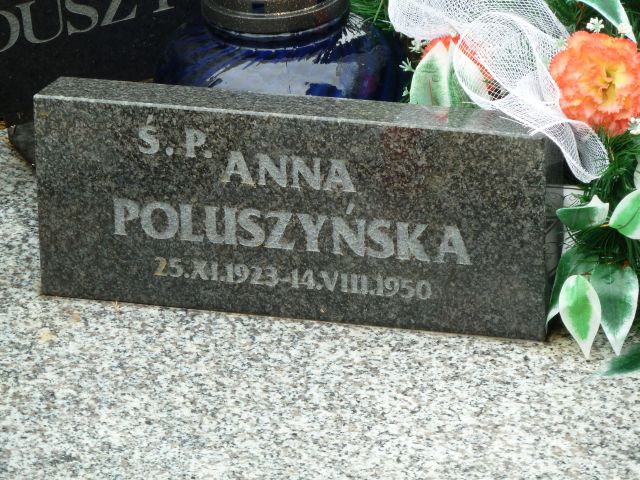 Ś.P. ANNA
POLUSZYŃSKA
25.XI.1923-14.VIII.1950